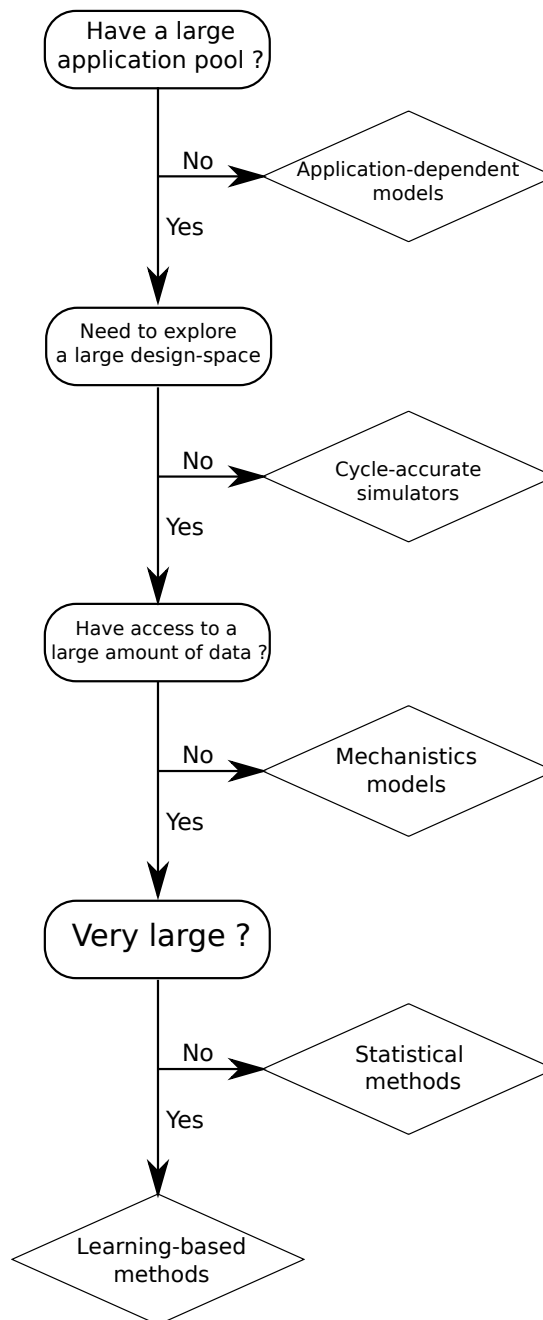 Have a large
application pool ?
No
Application-dependent
models
Yes
Need to explore
a large design-space
No
Cycle-accurate
simulators
Yes
Have access to a
large amount of data ?
No
Mechanistics
models
Yes
Very large ?
No
Statistical
methods
Yes
Learning-based
methods